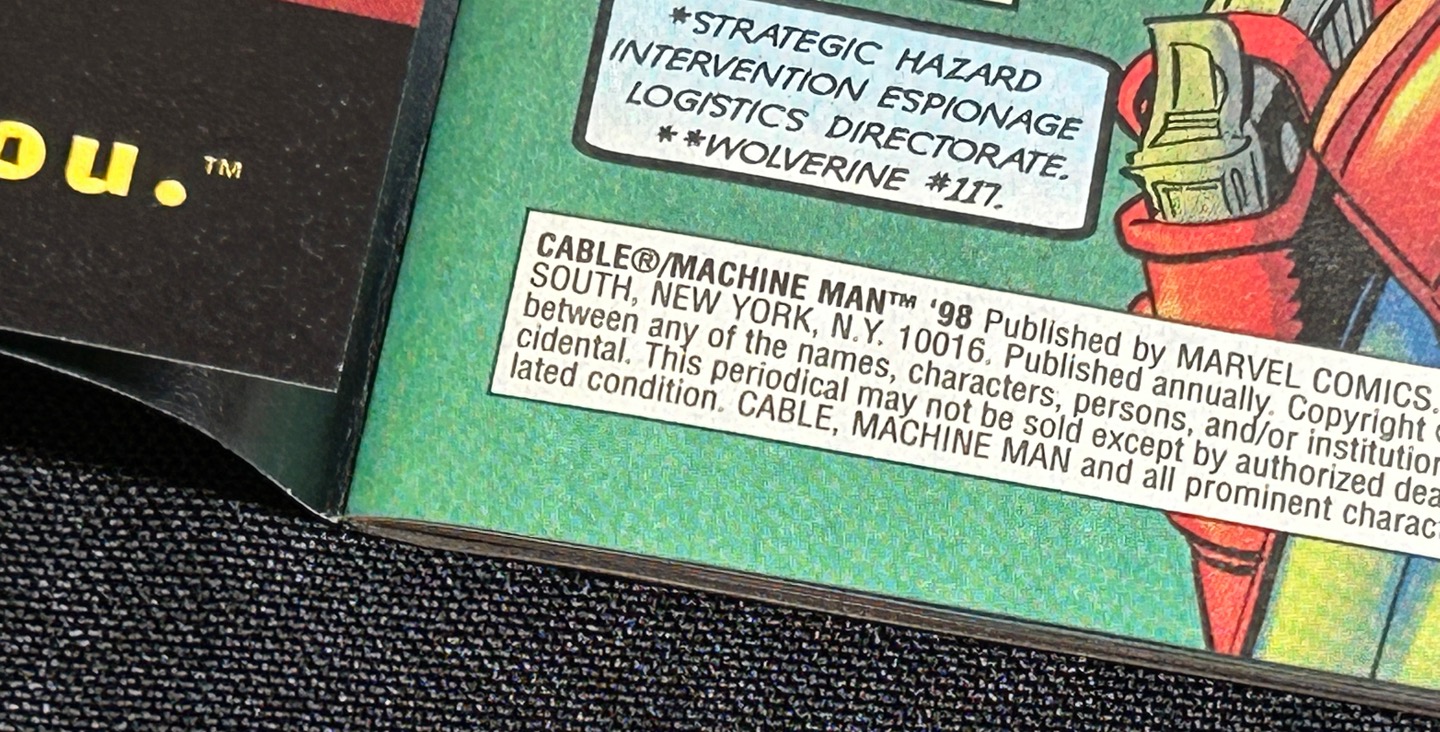 ou.™
*STRATEGIC HAZARD
INTERVENTION ESPIONAGE
LOGISTICS DIRECTORATE.
**WOLVERINE #117.
CABLE®/MACHINE MAN™ '98 Published by MARVEL COMICS.
SOUTH, NEW YORK, N.Y. 10016. Published annually. Copyright
between any of the names, characters, persons, and/or institution
cidental. This periodical may not be sold except by authorized dea
lated condition. CABLE, MACHINE MAN and all prominent charac